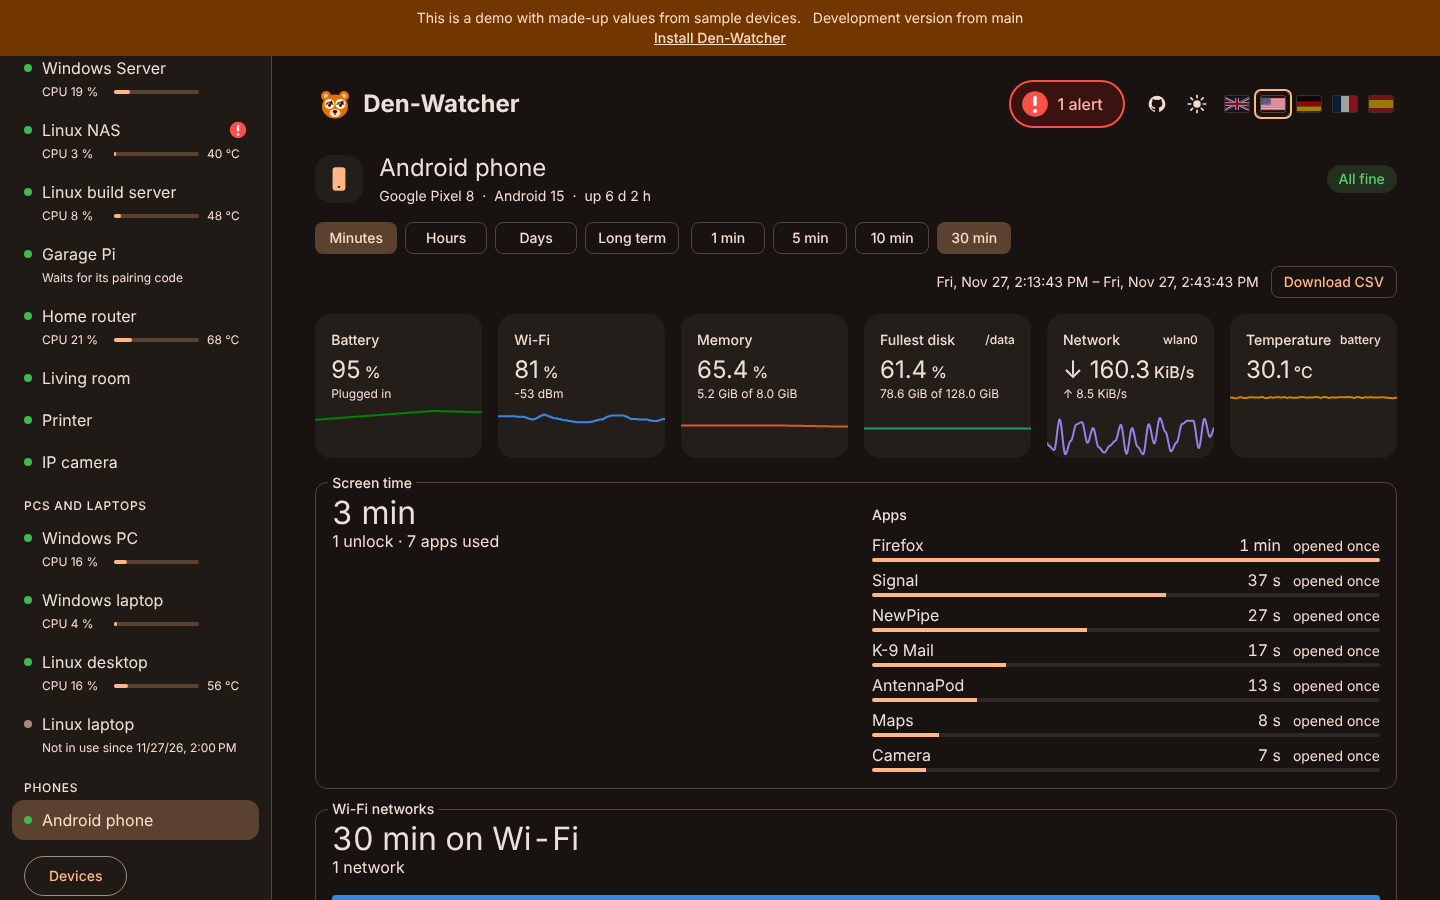 This is a demo with made-up values from sample devices. Development version from main
Install Den-Watcher
Windows Server
CPU 19 %
Linux NAS
CPU 3 % 40 °C
Linux build server
CPU 8 % 48 °C
Garage Pi
Waits for its pairing code
Home router
CPU 21 % 68 °C
Living room
Printer
IP camera
PCS AND LAPTOPS
Windows PC
CPU 16 %
Windows laptop
CPU 4 %
Linux desktop
CPU 16 % 56 °C
Linux laptop
Not in use since 11/27/26, 2:00 PM
PHONES
Android phone
Devices
Den-Watcher
1 alert
Android phone
Google Pixel 8 · Android 15 · up 6 d 2 h
All fine
Minutes Hours Days Long term 1 min 5 min 10 min 30 min
Fri, Nov 27, 2:13:43 PM – Fri, Nov 27, 2:43:43 PM Download CSV
Battery
95 %
Plugged in
Wi-Fi
81 %
-53 dBm
Memory
65.4 %
5.2 GiB of 8.0 GiB
Fullest disk /data
61.4 %
78.6 GiB of 128.0 GiB
Network wlan0
↓ 160.3 KiB/s
↑ 8.5 KiB/s
Temperature battery
30.1 °C
Screen time
3 min
1 unlock · 7 apps used
Apps
Firefox 1 min opened once
Signal 37 s opened once
NewPipe 27 s opened once
K-9 Mail 17 s opened once
AntennaPod 13 s opened once
Maps 8 s opened once
Camera 7 s opened once
Wi-Fi networks
30 min on Wi-Fi
1 network